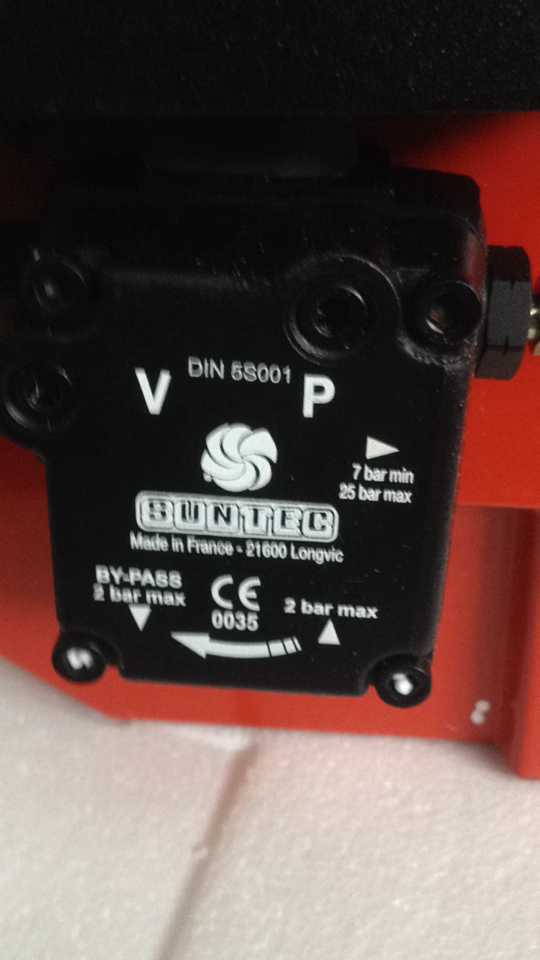 DIN 5S001
V P
7 bar min
25 bar max
SUNTEC
Made in France - 21600 Longvic
BY-PASS
2 bar max
CE
0035
2 bar max